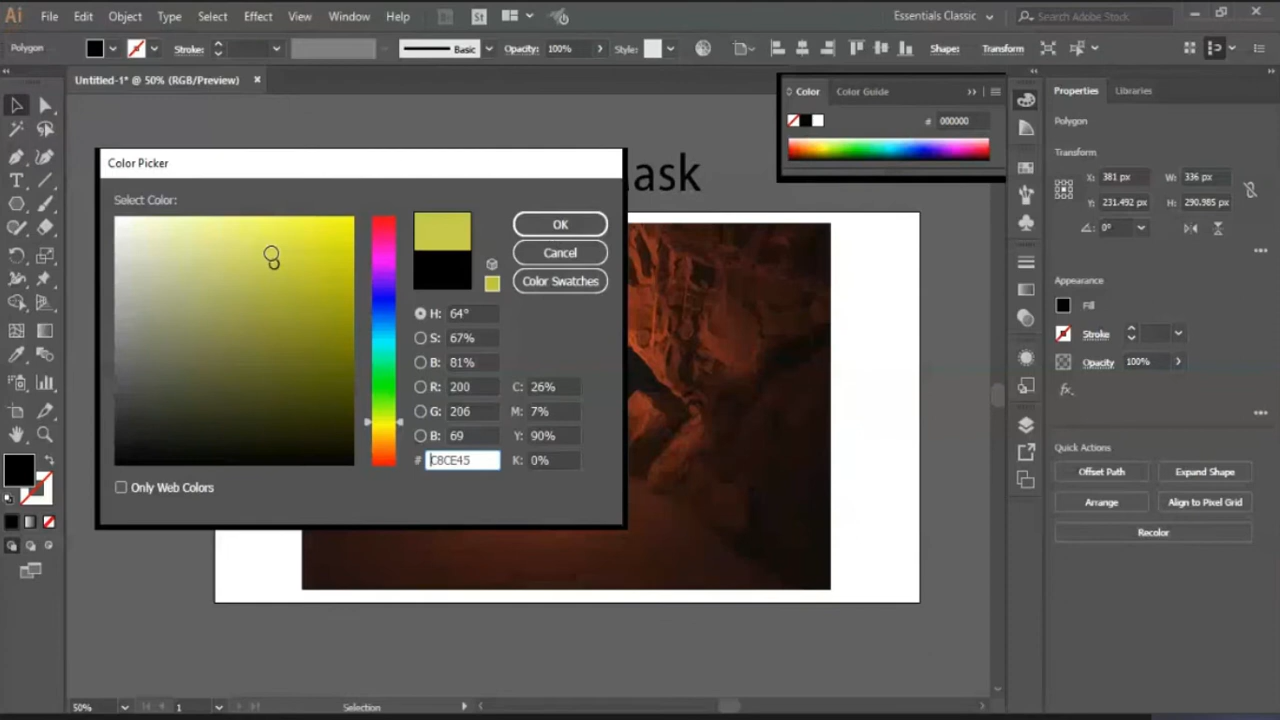 Ai File Edit Object Type Select Effect View Window Help Br St Essentials Classic Search Adobe Stock
Polygon Stroke: Basic Opacity: 100% Style: Shape: Transform
Untitled-1* @ 50% (RGB/Preview)
Color Color Guide
# 000000
Properties Libraries
Polygon
Transform
X: 381 px W: 336 px
Y: 231.492 px H: 290.985 px
0°
Appearance
Fill
Stroke
Opacity 100%
fx.
Quick Actions
Offset Path Expand Shape
Arrange Align to Pixel Grid
Recolor
ask
Color Picker
Select Color:
OK
Cancel
Color Swatches
H: 64°
S: 67%
B: 81%
R: 200 C: 26%
G: 206 M: 7%
B: 69 Y: 90%
# C8CE45 K: 0%
Only Web Colors
50% 1 Selection